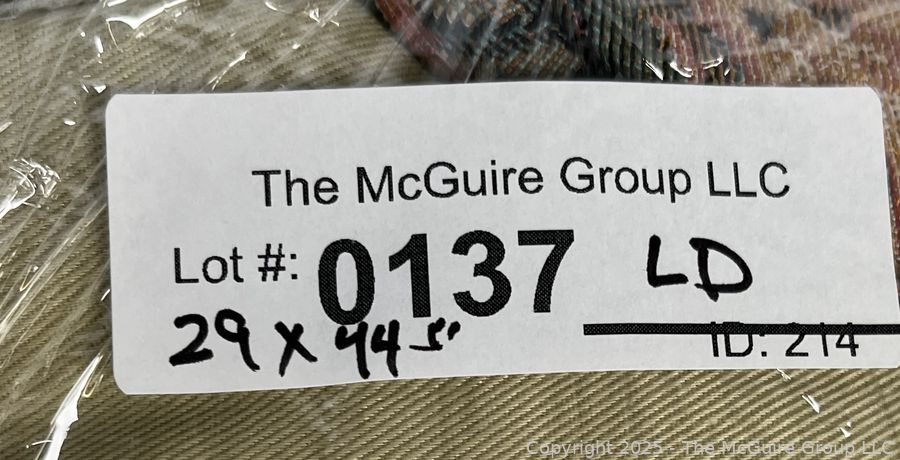 The McGuire Group LLC
Lot #: 0137 LD
ID: 214
29 X 44 5"
Copyright 2025 - The McGuire Group LLC